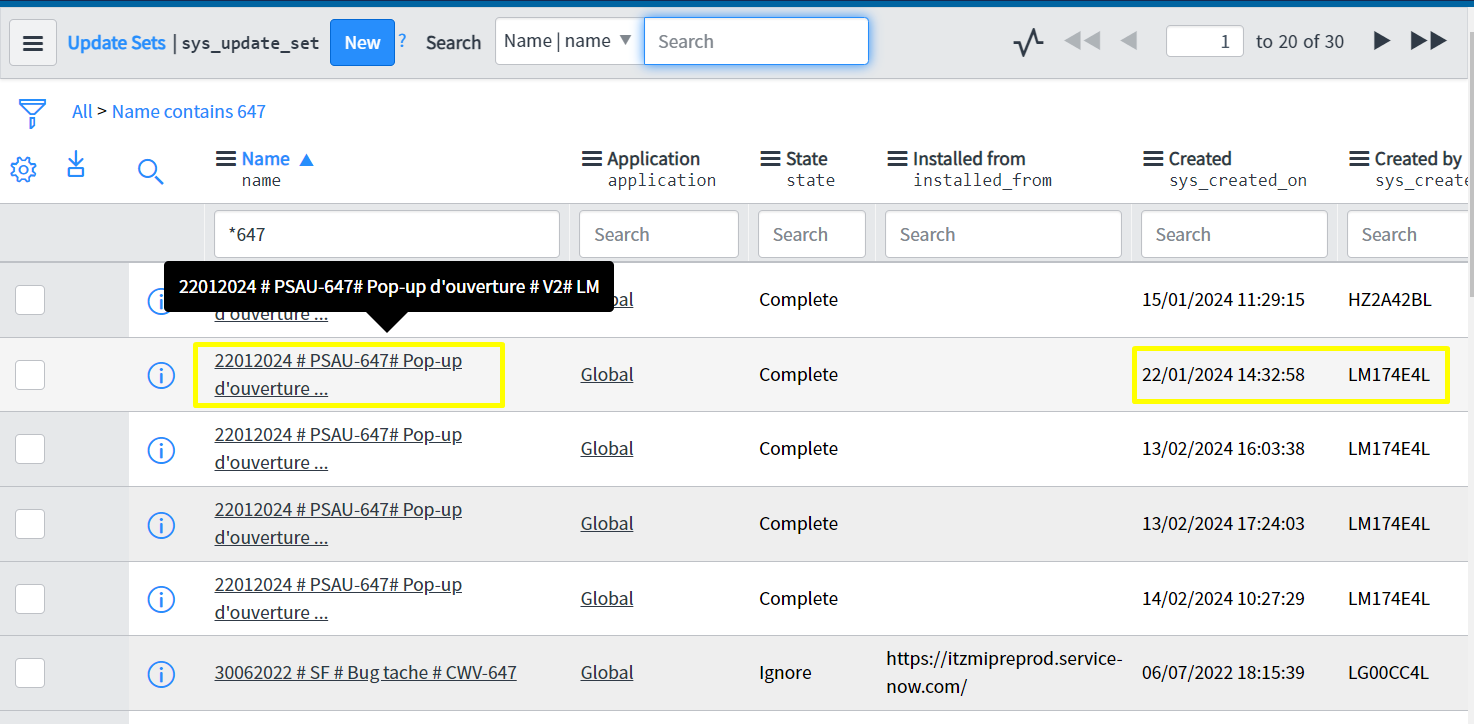 Update Sets | sys_update_set New ? Search Name | name ▼ Search 1 to 20 of 30
All > Name contains 647
Name ▲ Application State Installed from Created Created by
name application state installed_from sys_created_on sys_create
*647 Search Search Search Search Search
22012024 # PSAU-647# Pop-up d'ouverture # V2# LM
d'ouverture ... bal Complete 15/01/2024 11:29:15 HZ2A42BL
22012024 # PSAU-647# Pop-up
d'ouverture ... Global Complete 22/01/2024 14:32:58 LM174E4L
22012024 # PSAU-647# Pop-up
d'ouverture ... Global Complete 13/02/2024 16:03:38 LM174E4L
22012024 # PSAU-647# Pop-up
d'ouverture ... Global Complete 13/02/2024 17:24:03 LM174E4L
22012024 # PSAU-647# Pop-up
d'ouverture ... Global Complete 14/02/2024 10:27:29 LM174E4L
30062022 # SF # Bug tache # CWV-647 Global Ignore https://itzmipreprod.service-
now.com/ 06/07/2022 18:15:39 LG00CC4L